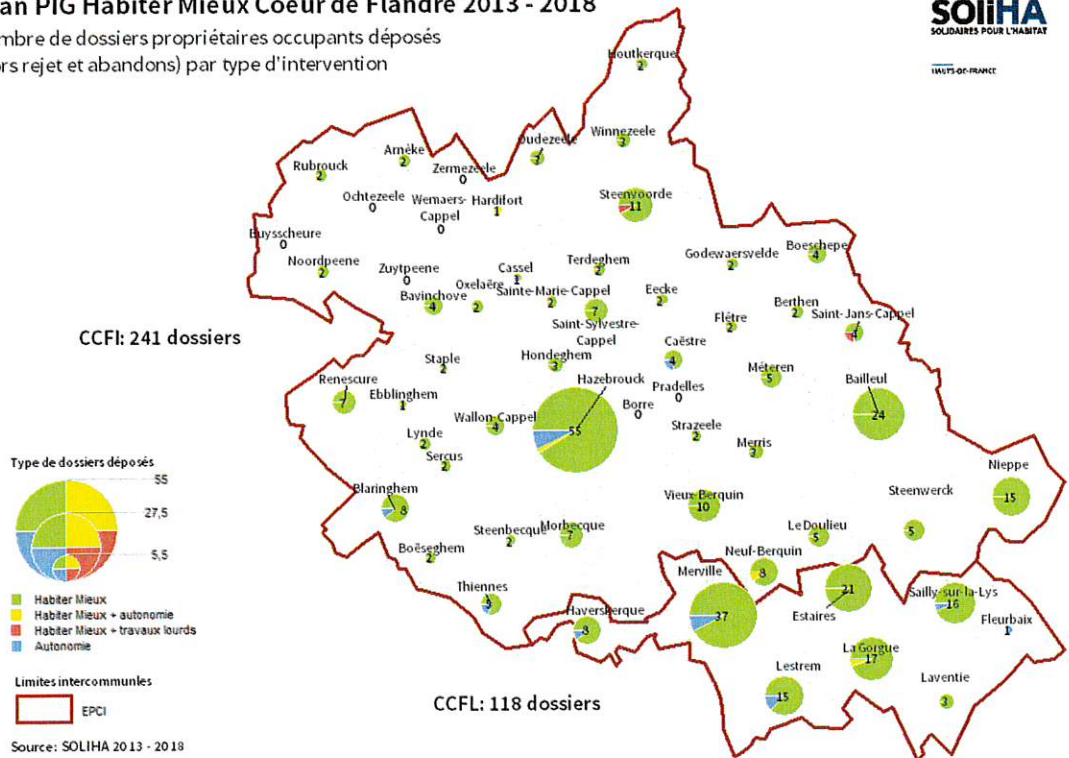 an PIG Habiter Mieux Coeur de Flandre 2013 - 2018
mbre de dossiers propriétaires occupants déposés
ors rejet et abandons) par type d'intervention
SOLiHA
SOLIDAIRES POUR L'HABITAT
HAUTS-DE-FRANCE
Houtkerque
2
Winnezeele
Oudezeele
Arnèke
2
Zermezeele
0
Rubrouck
2
Ochtezeele
0
Wemaers-
Cappel
0
Hardifort
1
Steenvoorde
11
Buysscheure
0
Noordpeene
2
Zuytpeene
0
Cassel
1
Terdeghem
2
Godewaersvelde
2
Boeschepe
4
Bavinchove
4
Oxelaêre
2
Sainte-Marie-Cappel
2
Eecke
2
Berthen
2
Saint-Sylvestre-
Cappel
7
Flêtre
2
Saint-Jans-Cappel
4
CCFI: 241 dossiers
Staple
2
Hondeghem
3
Caëstre
4
Méteren
5
Bailleul
24
Renescure
7
Ebblinghem
1
Hazebrouck
55
Pradelles
0
Borre
0
Wallon-Cappel
4
Lynde
2
Strazeele
2
Sercus
2
Merris
3
Nieppe
15
Type de dossiers déposés
55
27,5
5,5
Blaringhem
8
Vieux-Berquin
10
Steenwerck
5
Steenbecque
2
Morbecque
7
Le Doulieu
5
Boëseghem
2
Neuf-Berquin
8
Thiennes
Merville
37
Estaires
21
Sailly-sur-la-Lys
16
Haverskerque
8
Fleurbaix
1
La Gorgue
17
Lestrem
15
Laventie
3
Habiter Mieux
Habiter Mieux + autonomie
Habiter Mieux + travaux lourds
Autonomie
Limites intercommunles
EPCI
CCFL: 118 dossiers
Source: SOLIHA 2013 - 2018